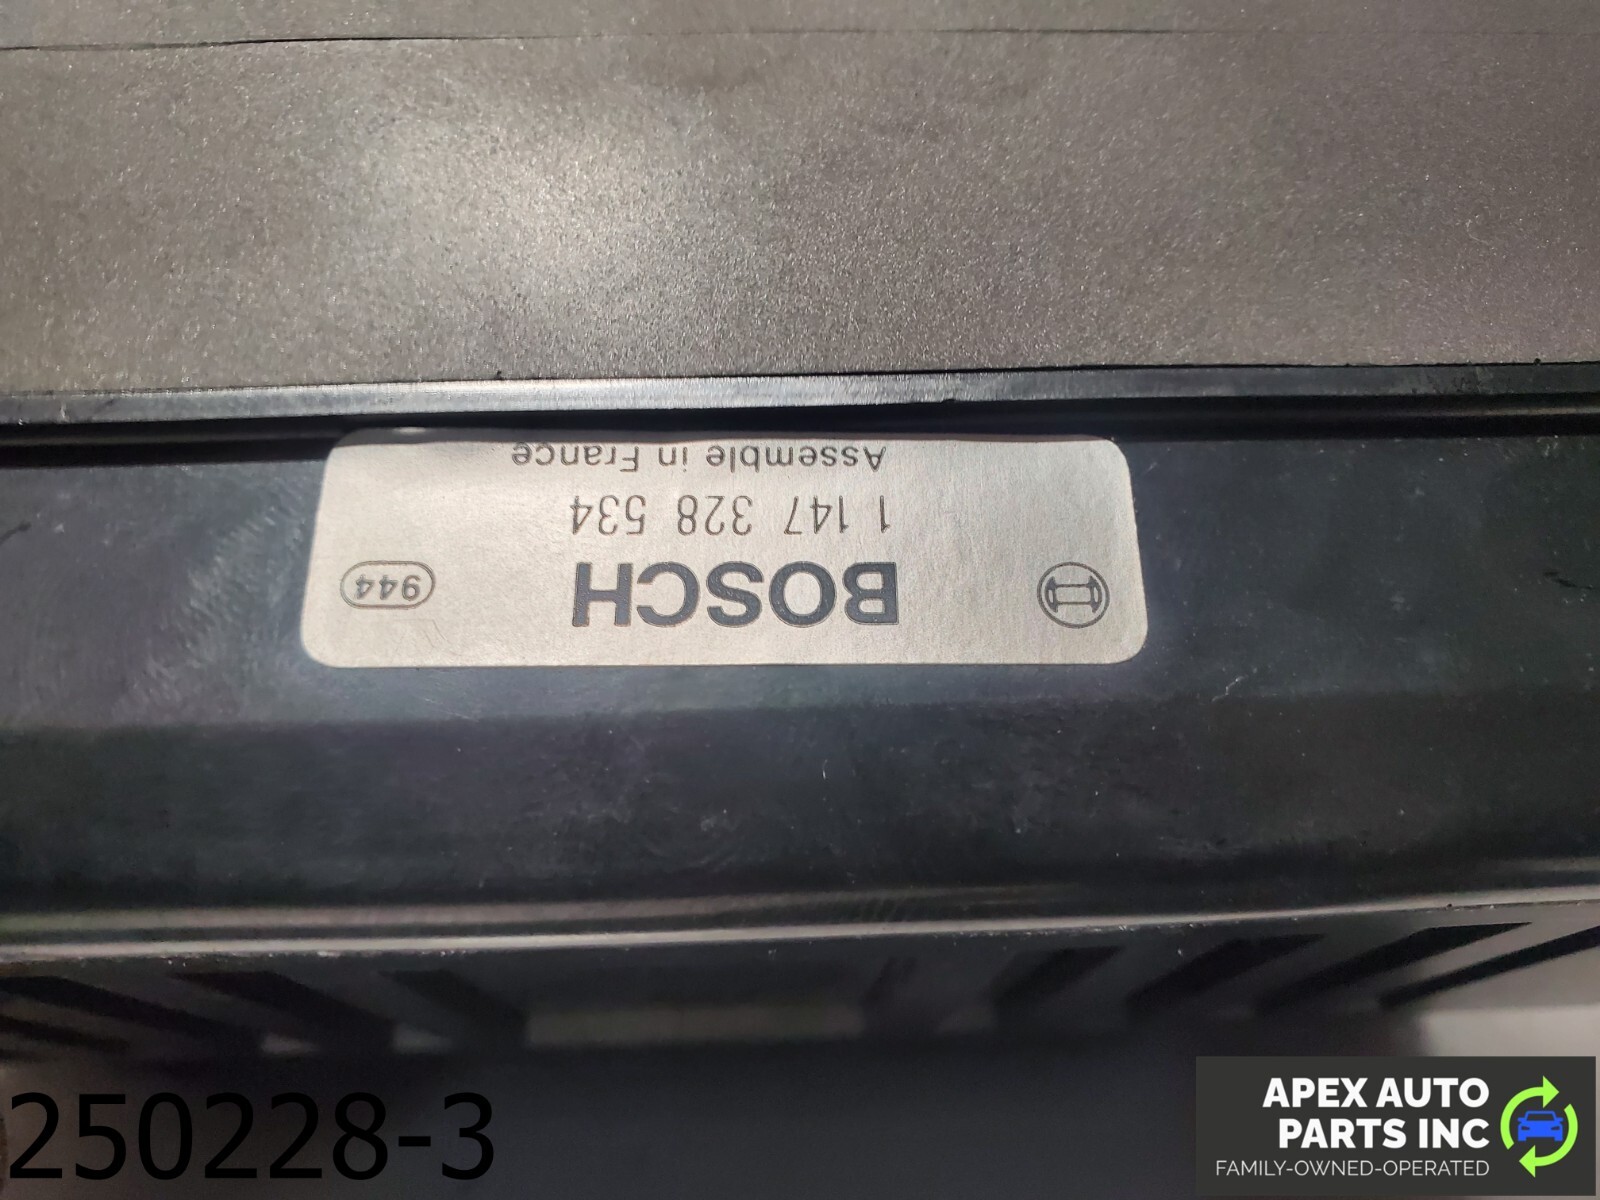 BOSCH
944
1 147 328 534
Assemble in France
250228-3
APEX AUTO
PARTS INC
FAMILY-OWNED-OPERATED